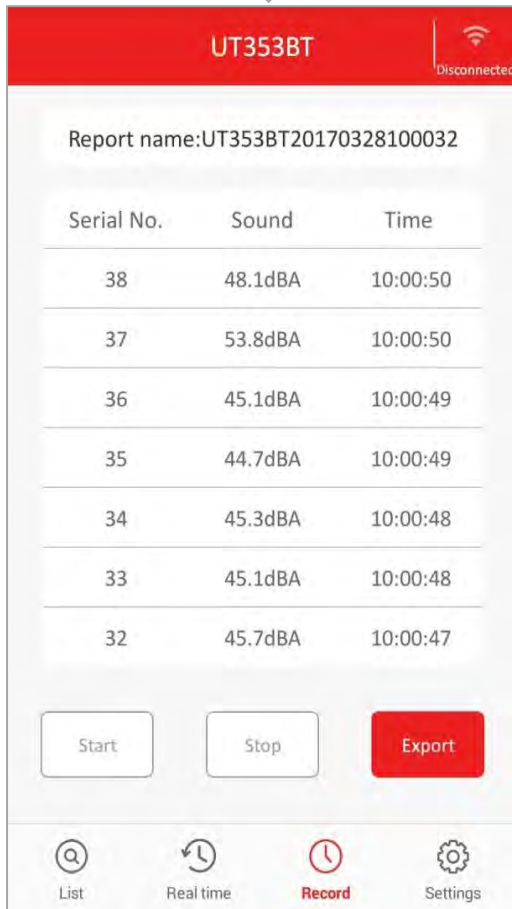 UT353BT
Disconnected
Report name:UT353BT20170328100032
Serial No. Sound Time
38 48.1dBA 10:00:50
37 53.8dBA 10:00:50
36 45.1dBA 10:00:49
35 44.7dBA 10:00:49
34 45.3dBA 10:00:48
33 45.1dBA 10:00:48
32 45.7dBA 10:00:47
Start Stop Export
List Real time Record Settings